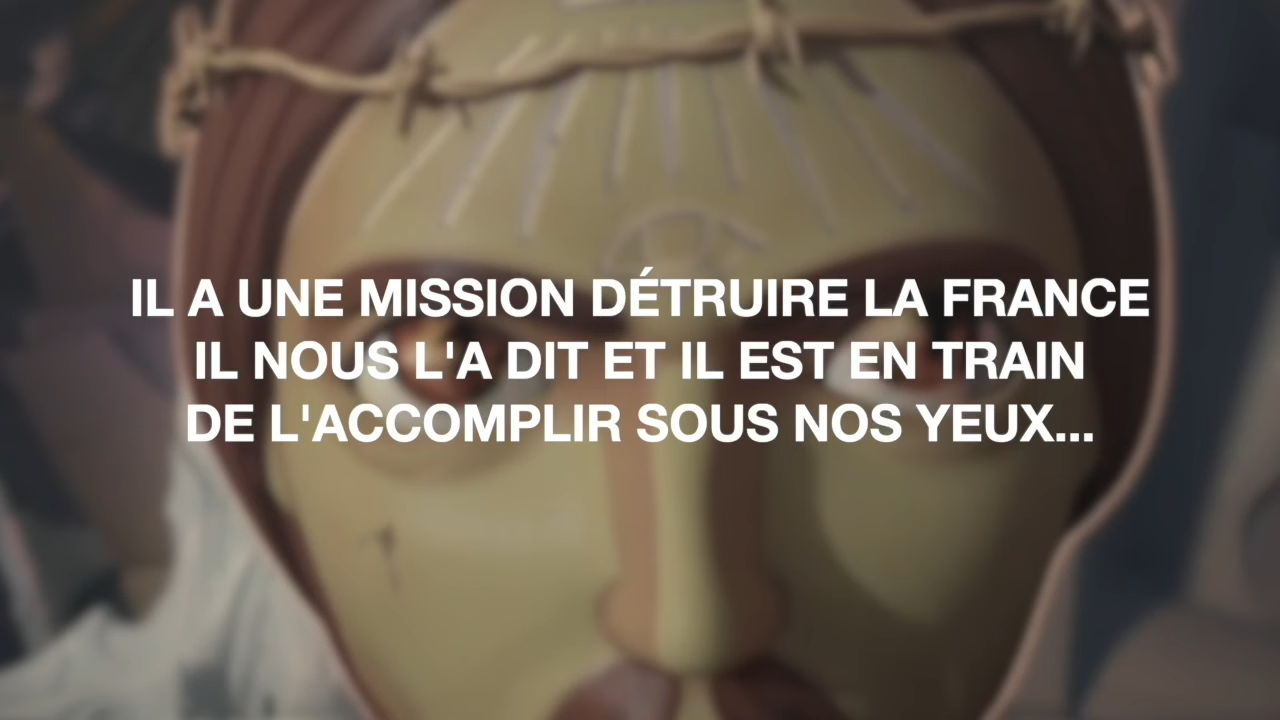 IL A UNE MISSION DÉTRUIRE LA FRANCE
IL NOUS L'A DIT ET IL EST EN TRAIN
DE L'ACCOMPLIR SOUS NOS YEUX...